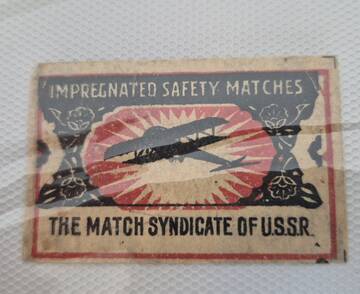 IMPREGNATED SAFETY MATCHES
THE MATCH SYNDICATE OF U.S.S.R.